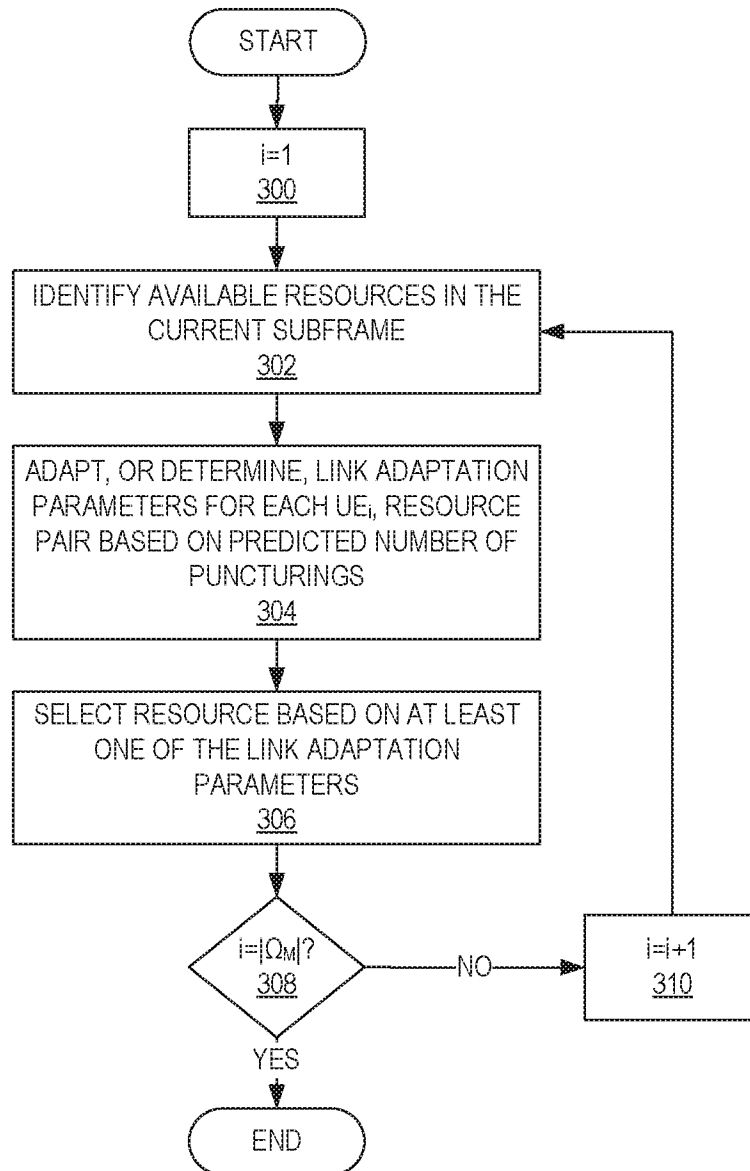 START
i=1
300
IDENTIFY AVAILABLE RESOURCES IN THE
CURRENT SUBFRAME
302
ADAPT, OR DETERMINE, LINK ADAPTATION
PARAMETERS FOR EACH UEᵢ, RESOURCE
PAIR BASED ON PREDICTED NUMBER OF
PUNCTURINGS
304
SELECT RESOURCE BASED ON AT LEAST
ONE OF THE LINK ADAPTATION
PARAMETERS
306
i=|Ω_M|?
308
NO
i=i+1
310
YES
END